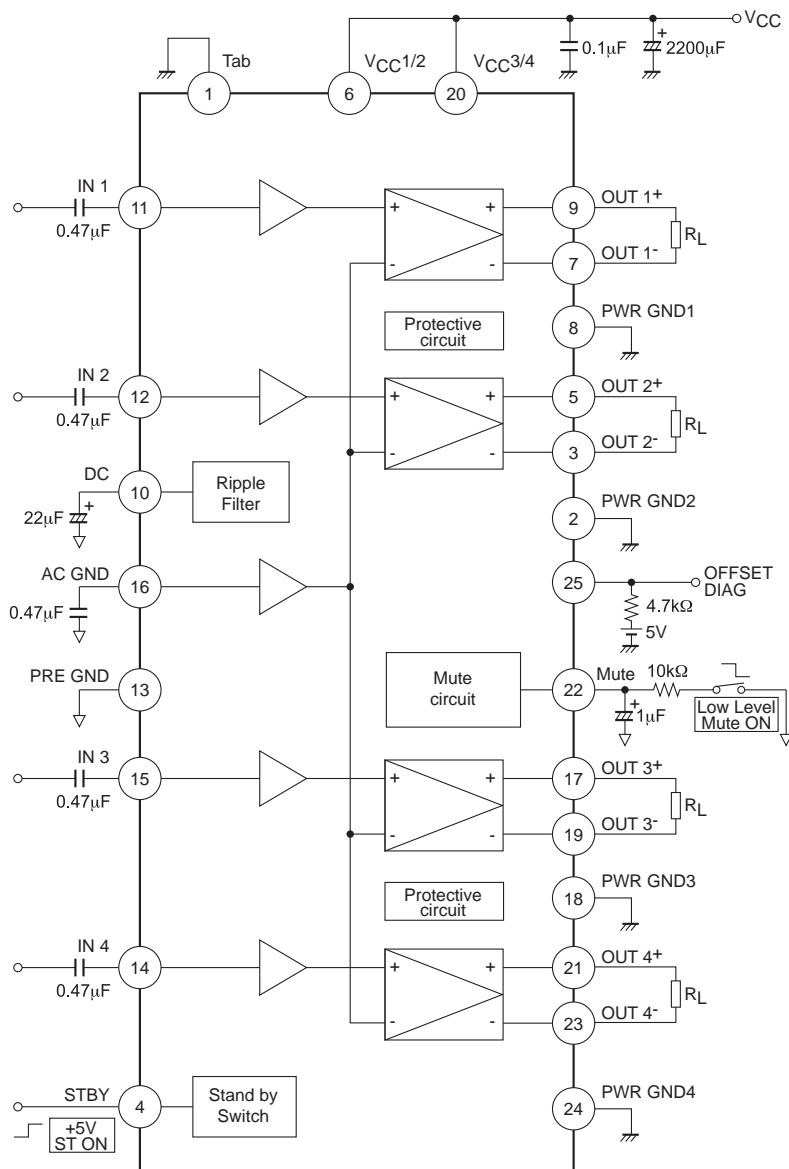 VCC
0.1µF
2200µF
Tab
VCC1/2
VCC3/4
1
6
20
IN 1
0.47µF
11
+
-
+
-
9
OUT 1+
7
OUT 1-
RL
Protective
circuit
8
PWR GND1
IN 2
0.47µF
12
+
-
+
-
5
OUT 2+
3
OUT 2-
RL
DC
+
22µF
10
Ripple
Filter
2
PWR GND2
AC GND
0.47µF
16
25
OFFSET
DIAG
4.7kΩ
5V
PRE GND
13
Mute
circuit
22
Mute
10kΩ
+
1µF
Low Level
Mute ON
IN 3
0.47µF
15
+
-
+
-
17
OUT 3+
19
OUT 3-
RL
Protective
circuit
18
PWR GND3
IN 4
0.47µF
14
+
-
+
-
21
OUT 4+
23
OUT 4-
RL
STBY
+5V
ST ON
4
Stand by
Switch
24
PWR GND4